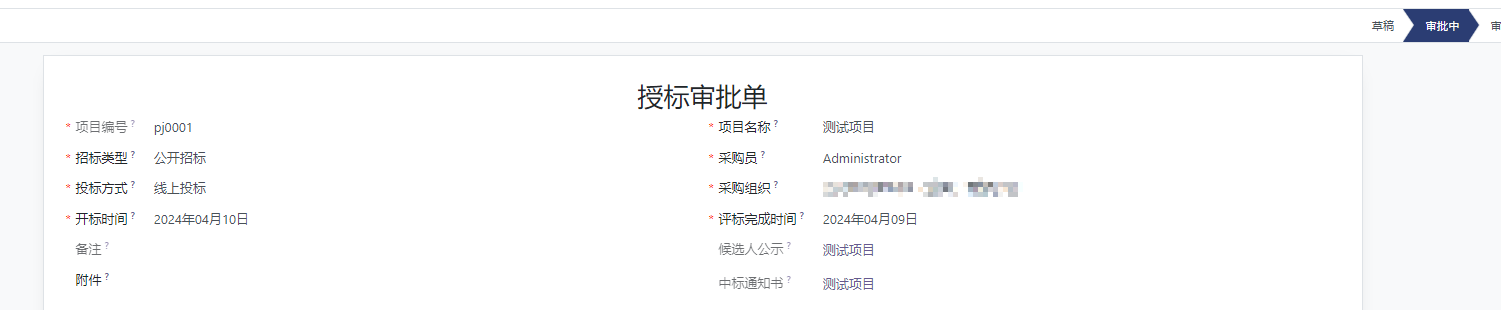 草稿 审批中 审
授标审批单
* 项目编号 ? pj0001 * 项目名称 ? 测试项目
* 招标类型 ? 公开招标 * 采购员 ? Administrator
* 投标方式 ? 线上投标 * 采购组织 ?
* 开标时间 ? 2024年04月10日 * 评标完成时间 ? 2024年04月09日
备注 ? 候选人公示 ? 测试项目
附件 ? 中标通知书 ? 测试项目